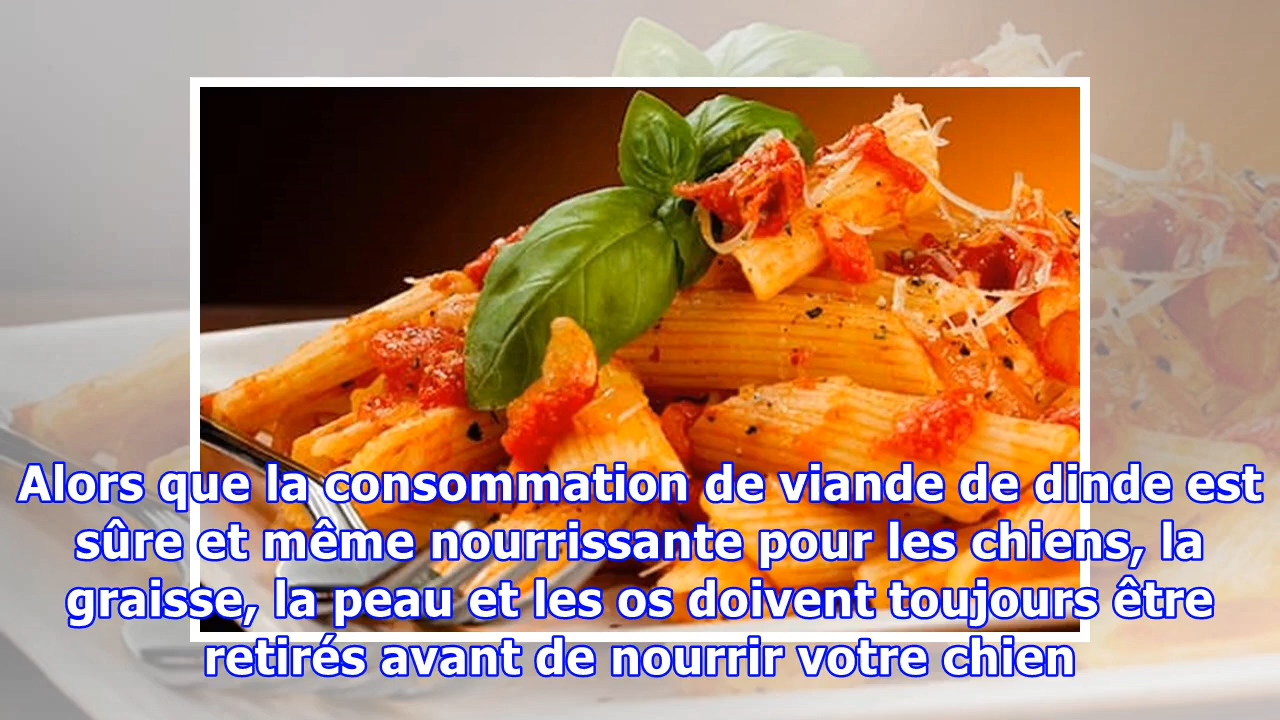 Alors que la consommation de viande de dinde est
sûre et même nourrissante pour les chiens, la
graisse, la peau et les os doivent toujours être
retirés avant de nourrir votre chien